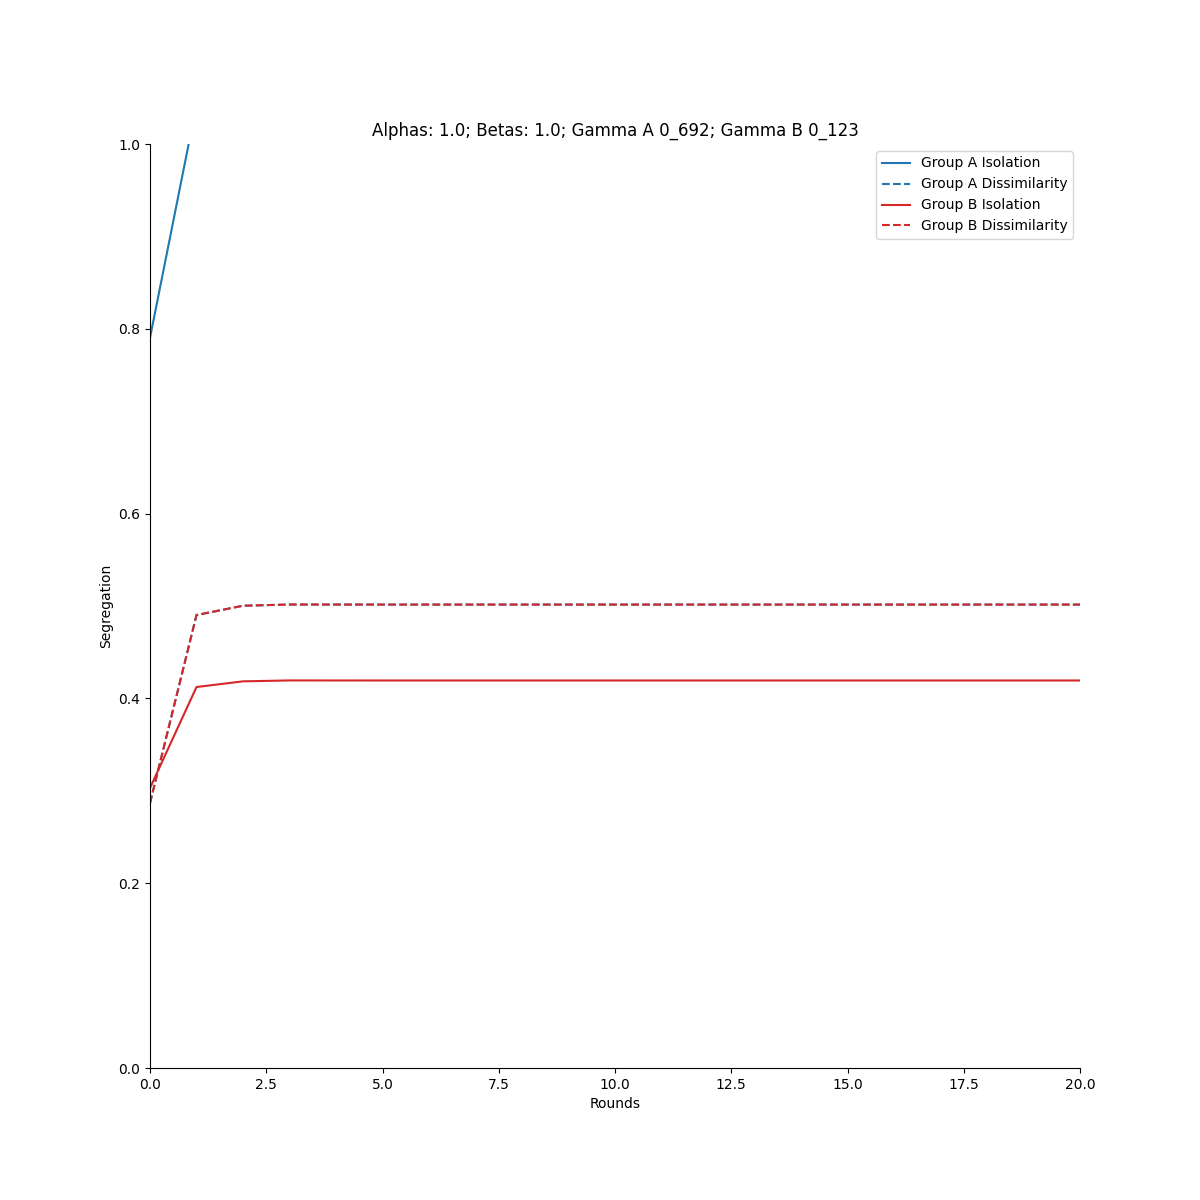 Alphas: 1.0; Betas: 1.0; Gamma A 0_692; Gamma B 0_123
Group A Isolation
Group A Dissimilarity
Group B Isolation
Group B Dissimilarity
1.0
0.8
0.6
0.4
0.2
0.0
Segregation
0.0 2.5 5.0 7.5 10.0 12.5 15.0 17.5 20.0
Rounds